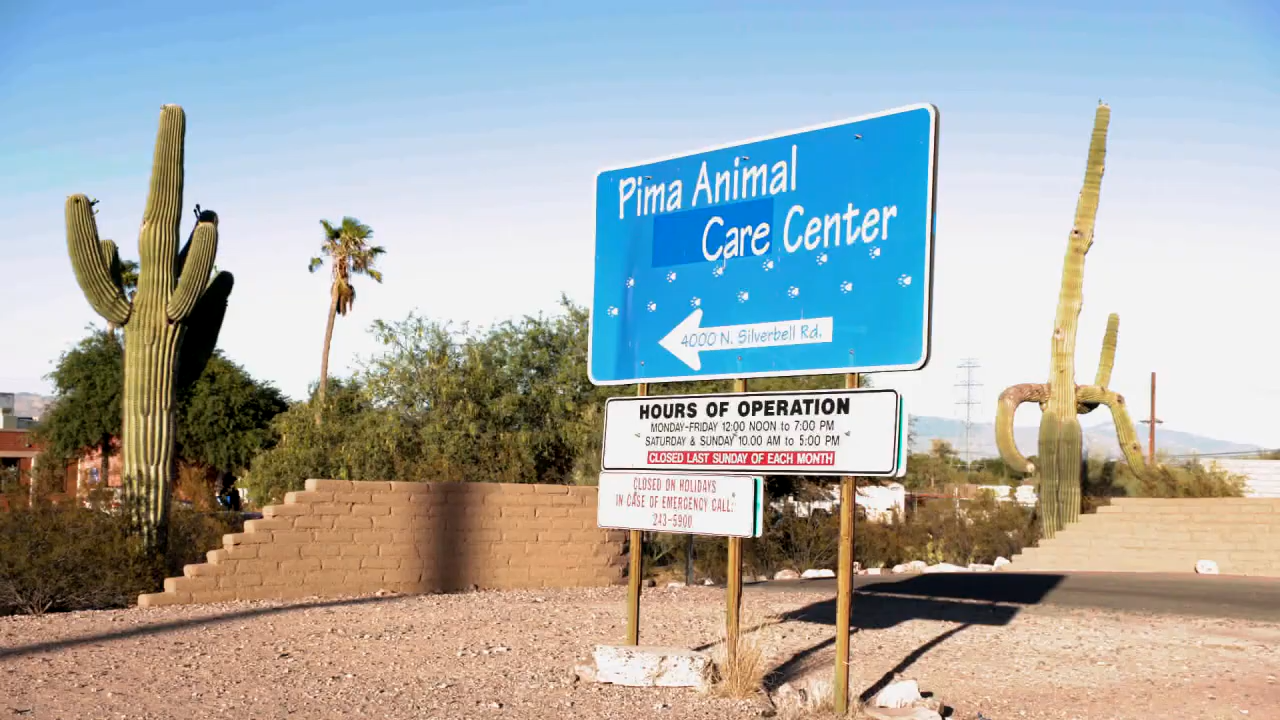 Pima Animal
Care Center
4000 N. Silverbell Rd.
HOURS OF OPERATION
MONDAY-FRIDAY 12:00 NOON to 7:00 PM
SATURDAY & SUNDAY 10:00 AM to 5:00 PM
CLOSED LAST SUNDAY OF EACH MONTH
CLOSED ON HOLIDAYS
IN CASE OF EMERGENCY CALL:
243-5900